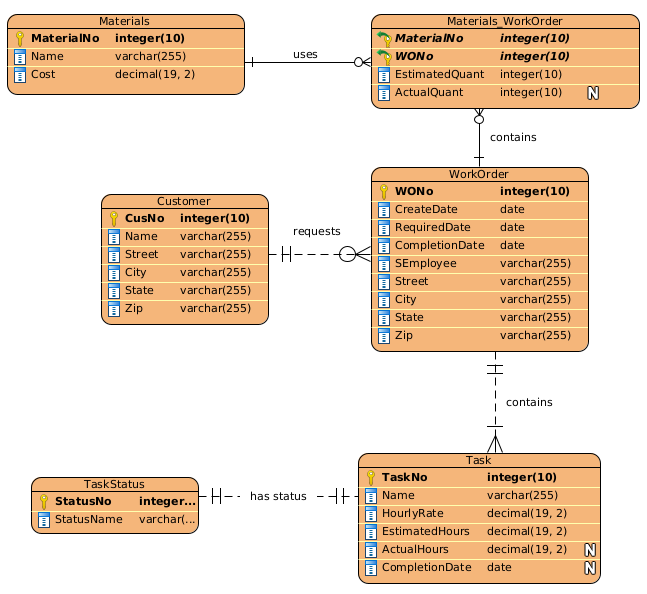 Materials
MaterialNo integer(10)
Name varchar(255)
Cost decimal(19, 2)
uses
Materials_WorkOrder
MaterialNo integer(10)
WONo integer(10)
EstimatedQuant integer(10)
ActualQuant integer(10) N
contains
WorkOrder
WONo integer(10)
CreateDate date
RequiredDate date
CompletionDate date
SEmployee varchar(255)
Street varchar(255)
City varchar(255)
State varchar(255)
Zip varchar(255)
Customer
CusNo integer(10)
Name varchar(255)
Street varchar(255)
City varchar(255)
State varchar(255)
Zip varchar(255)
requests
contains
Task
TaskNo integer(10)
Name varchar(255)
HourlyRate decimal(19, 2)
EstimatedHours decimal(19, 2)
ActualHours decimal(19, 2) N
CompletionDate date N
TaskStatus
StatusNo integer...
StatusName varchar(...
has status